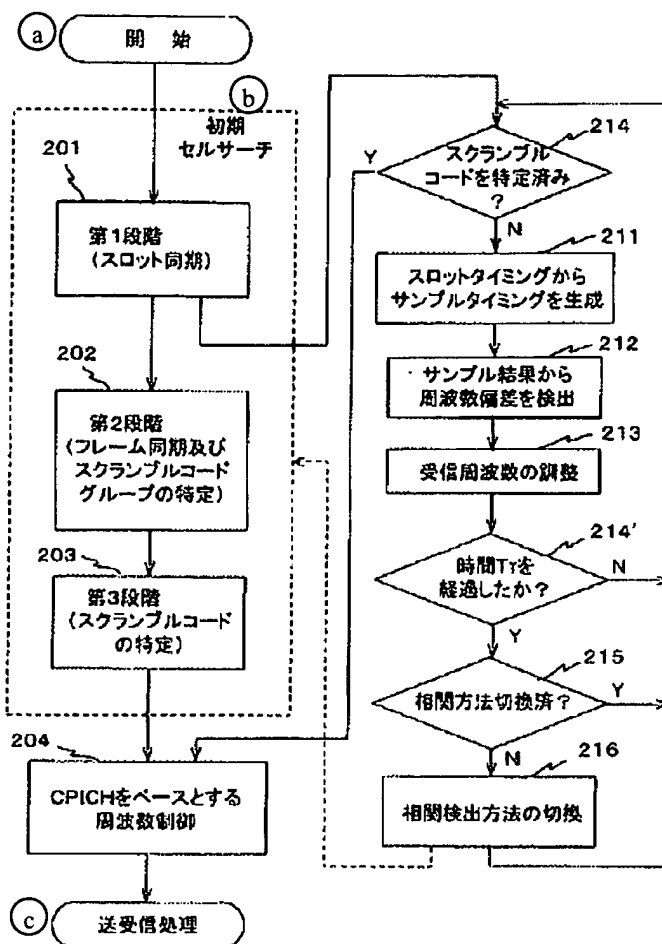 a
開 始
b
初期
セルサーチ
201
第1段階
(スロット同期)
202
第2段階
(フレーム同期及び
スクランブルコード
グループの特定)
203
第3段階
(スクランブルコード
の特定)
204
CPICHをベースとする
周波数制御
c
送受信処理
214
Y
スクランブル
コードを特定済み
?
N
211
スロットタイミングから
サンプルタイミングを生成
212
サンプル結果から
周波数偏差を検出
213
受信周波数の調整
214'
時間TTを
経過したか?
N
Y
215
相関方法切換済?
Y
N
216
相関検出方法の切換